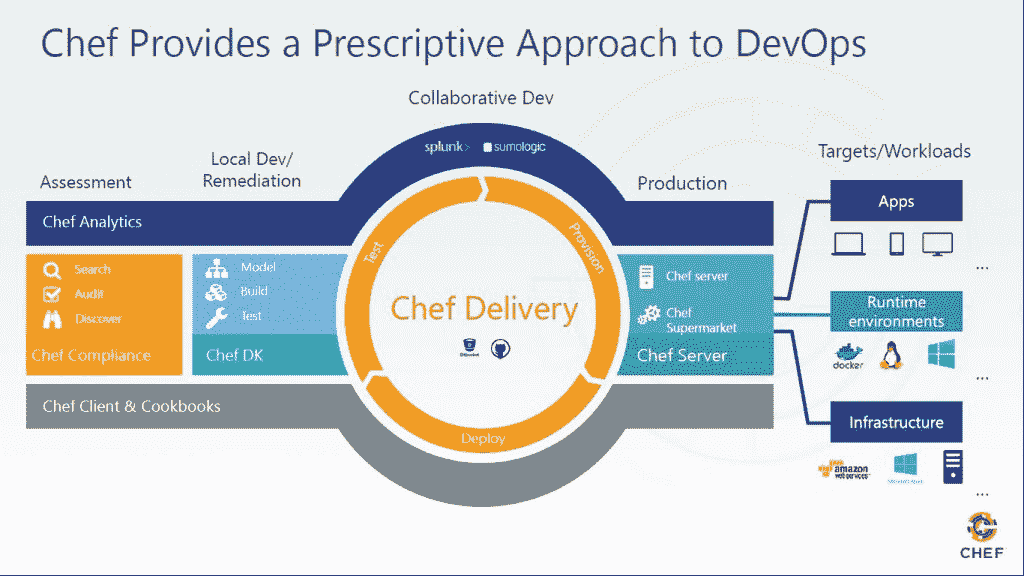 Chef Provides a Prescriptive Approach to DevOps
Collaborative Dev
splunk>
sumologic
Assessment
Local Dev/
Remediation
Production
Targets/Workloads
Chef Analytics
Search
Audit
Discover
Chef Compliance
Model
Build
Test
Chef DK
Test
Provision
Deploy
Chef Delivery
Bitbucket
Chef server
Chef
Supermarket
Chef Server
Chef Client & Cookbooks
Apps
...
Runtime
environments
docker
...
Infrastructure
amazon
web services
...
CHEF